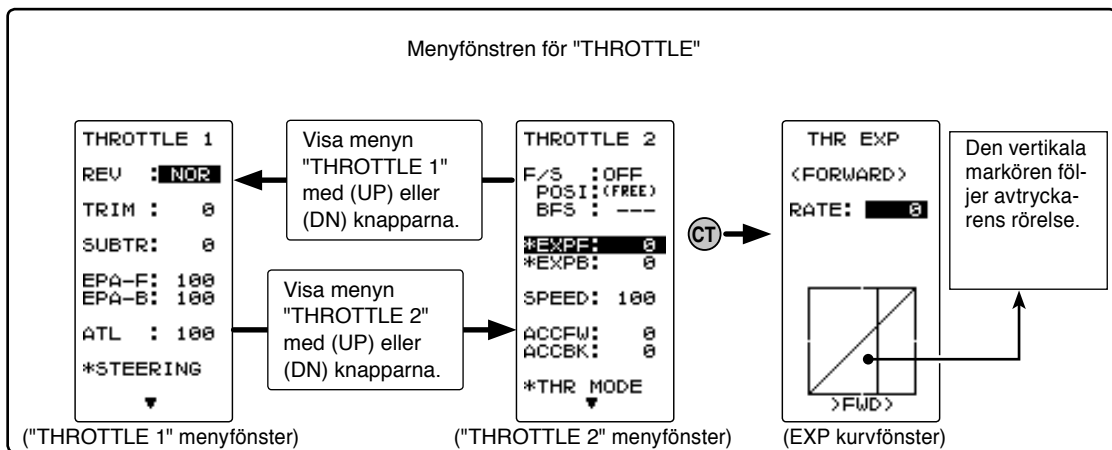 Menyfönstren för "THROTTLE"
THROTTLE 1
REV : NOR
TRIM : 0
SUBTR: 0
EPA-F: 100
EPA-B: 100
ATL : 100
*STEERING
▼
("THROTTLE 1" menyfönster)
Visa menyn
"THROTTLE 1"
med (UP) eller
(DN) knapparna.
Visa menyn
"THROTTLE 2"
med (UP) eller
(DN) knapparna.
THROTTLE 2
F/S :OFF
POSI:(FREE)
BFS : ---
*EXPF: 0
*EXPB: 0
SPEED: 100
ACCFW: 0
ACCBK: 0
*THR MODE
▼
("THROTTLE 2" menyfönster)
CT
THR EXP
<FORWARD>
RATE: 0
>FWD>
(EXP kurvfönster)
Den vertikala
markören föl-
jer avtrycka-
rens rörelse.